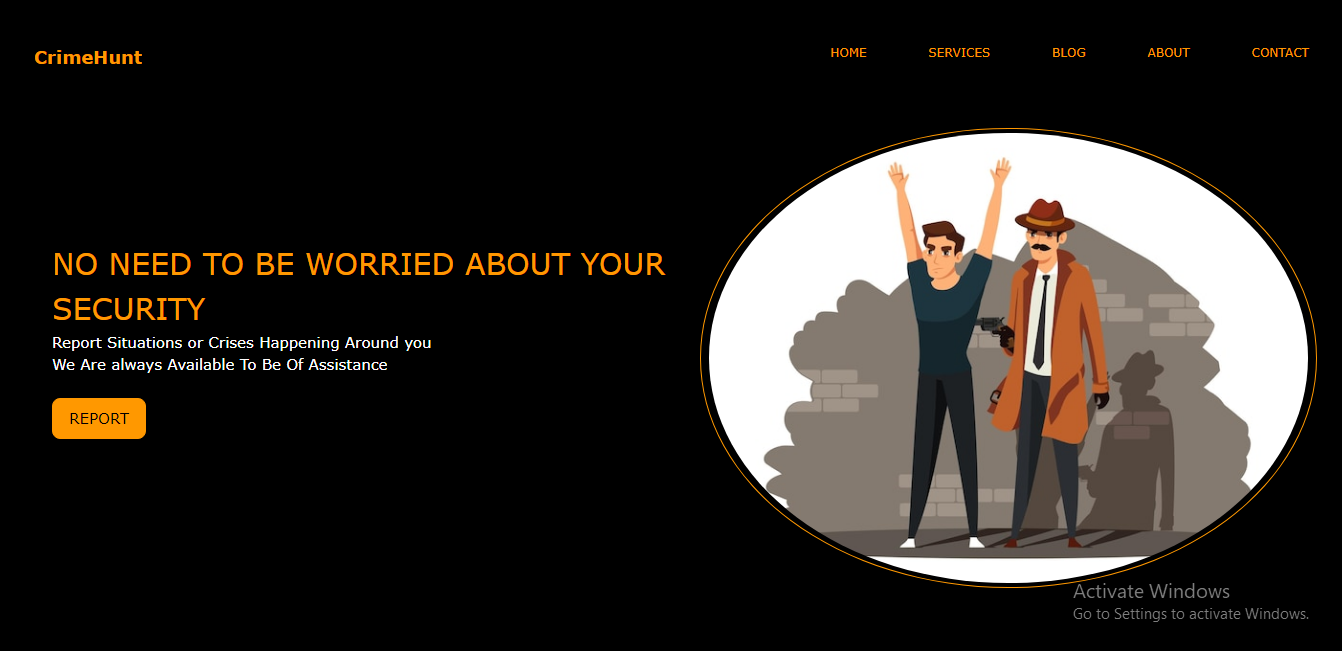 CrimeHunt
HOME SERVICES BLOG ABOUT CONTACT
NO NEED TO BE WORRIED ABOUT YOUR
SECURITY
Report Situations or Crises Happening Around you
We Are always Available To Be Of Assistance
REPORT
Activate Windows
Go to Settings to activate Windows.